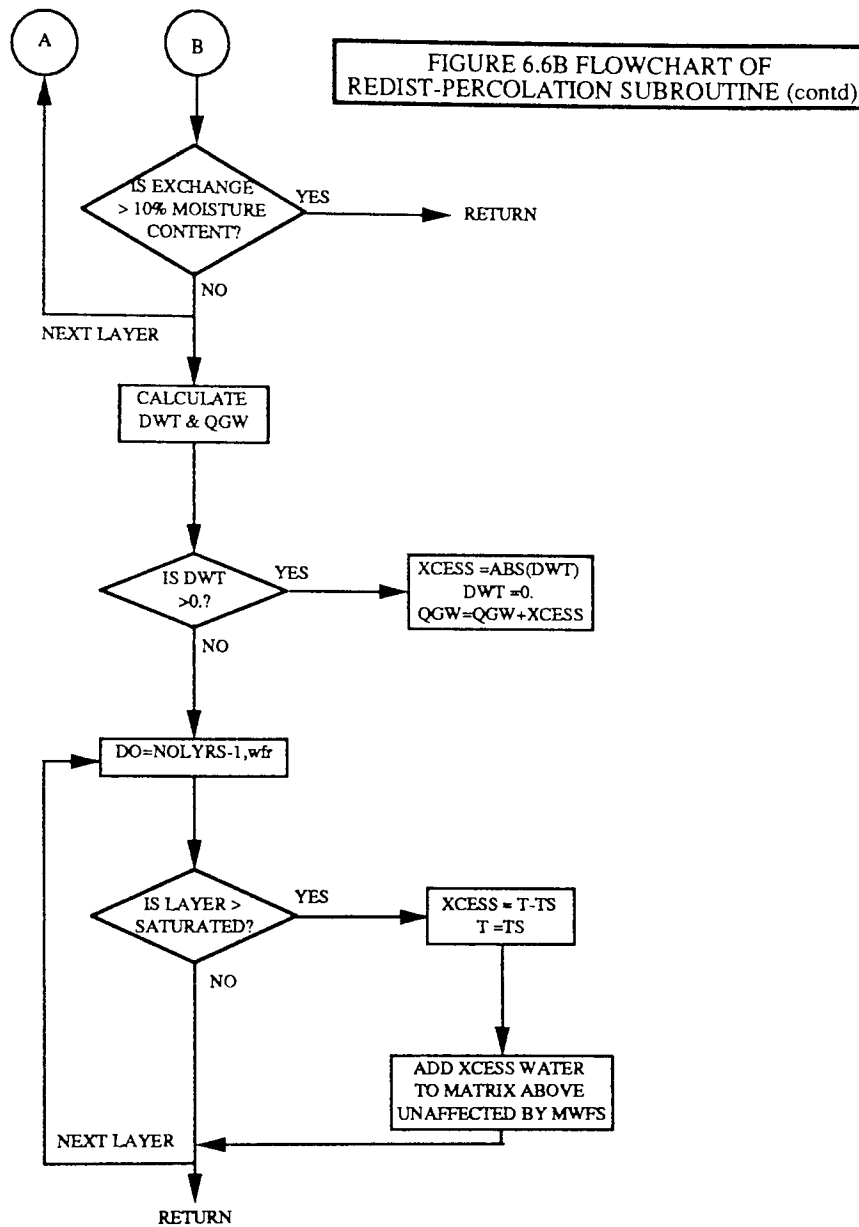 A
B
FIGURE 6.6B FLOWCHART OF
REDIST-PERCOLATION SUBROUTINE (contd)
IS EXCHANGE
> 10% MOISTURE
CONTENT?
YES
RETURN
NO
NEXT LAYER
CALCULATE
DWT & QGW
IS DWT
>0.?
YES
XCESS =ABS(DWT)
DWT =0.
QGW=QGW+XCESS
NO
DO=NOLYRS-1,wfr
IS LAYER >
SATURATED?
YES
XCESS = T-TS
T =TS
NO
ADD XCESS WATER
TO MATRIX ABOVE
UNAFFECTED BY MWFS
NEXT LAYER
RETURN